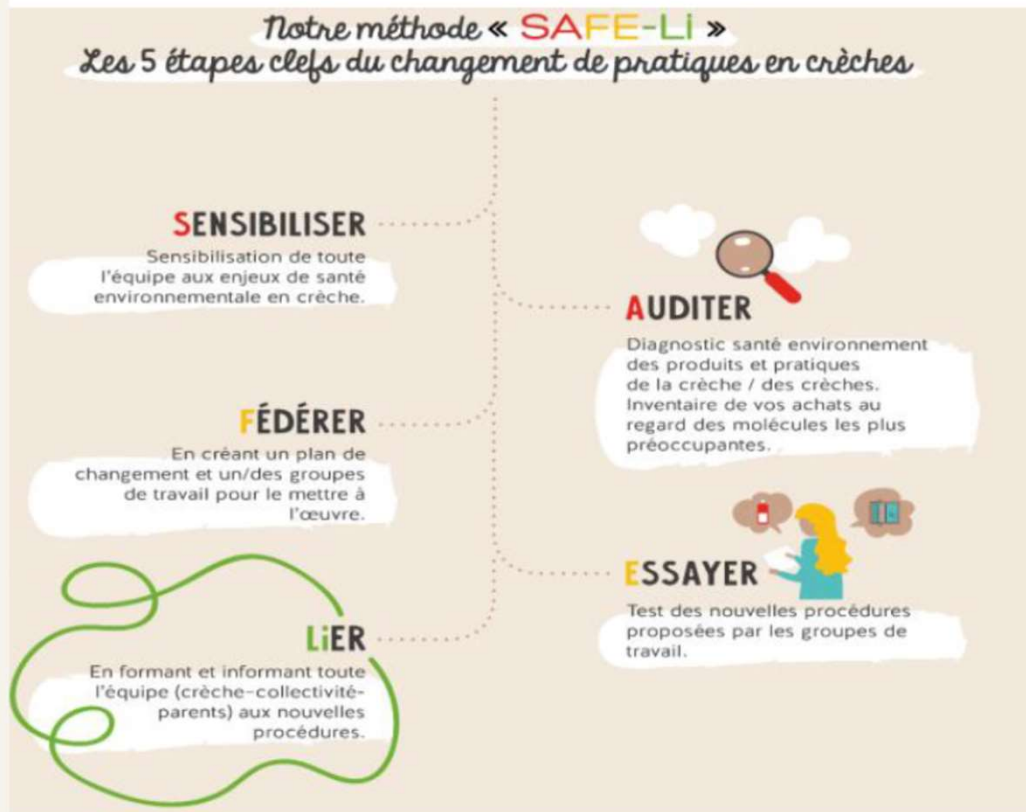 Notre méthode « SAFE-Li »
Les 5 étapes clefs du changement de pratiques en crèches
SENSIBILISER
Sensibilisation de toute
l'équipe aux enjeux de santé
environnementale en crèche.
AUDITER
Diagnostic santé environnement
des produits et pratiques
de la crèche / des crèches.
Inventaire de vos achats au
regard des molécules les plus
préoccupantes.
FÉDÉRER
En créant un plan de
changement et un/des groupes
de travail pour le mettre à
l'œuvre.
ESSAYER
Test des nouvelles procédures
proposées par les groupes de
travail.
LiER
En formant et informant toute
l'équipe (crèche-collectivité-
parents) aux nouvelles
procédures.